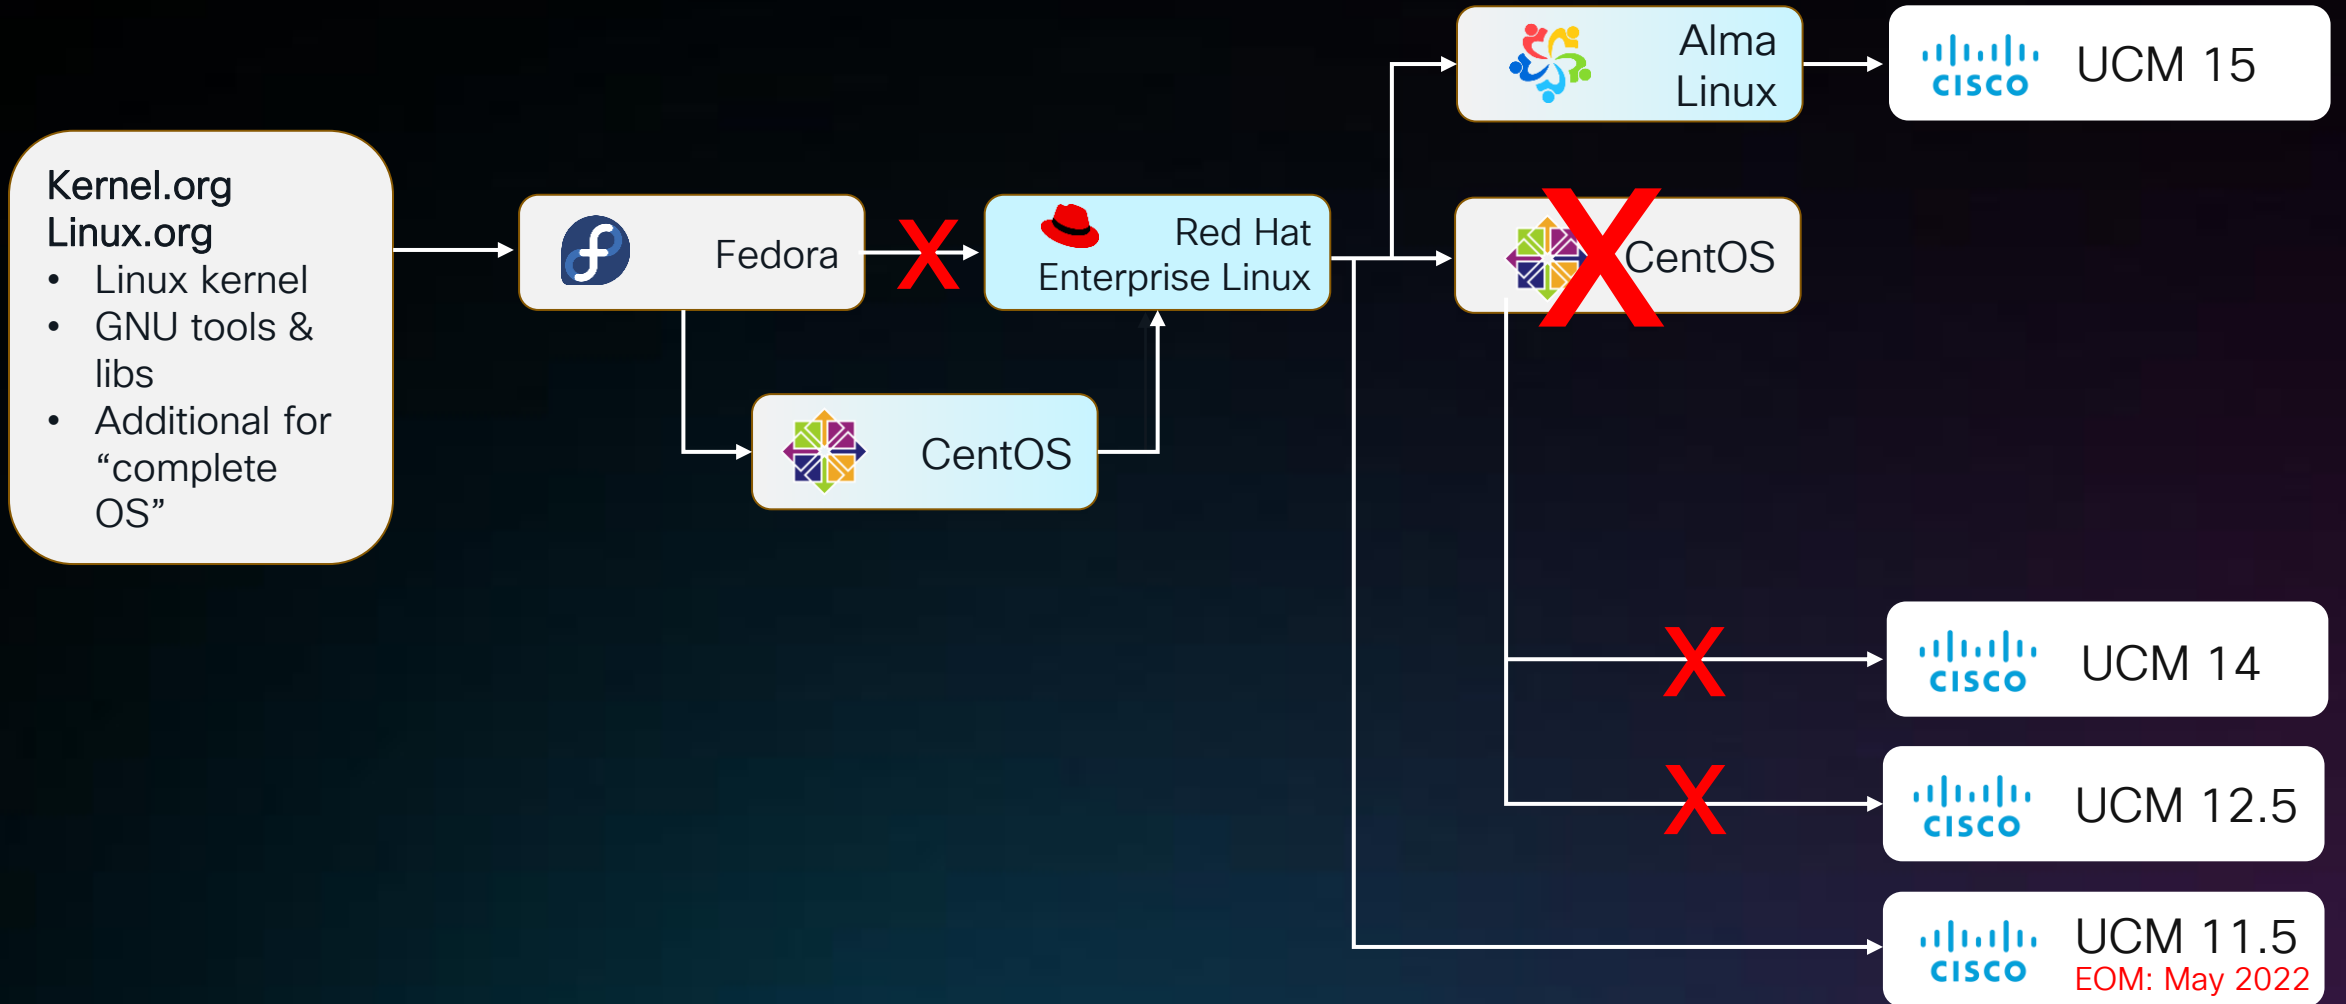 Kernel.org
Linux.org
• Linux kernel
• GNU tools &
libs
• Additional for
“complete
OS”
Fedora
X
Red Hat
Enterprise Linux
CentOS
Alma
Linux
CISCO
UCM 15
X
CentOS
X
CISCO
UCM 14
X
CISCO
UCM 12.5
CISCO
UCM 11.5
EOM: May 2022